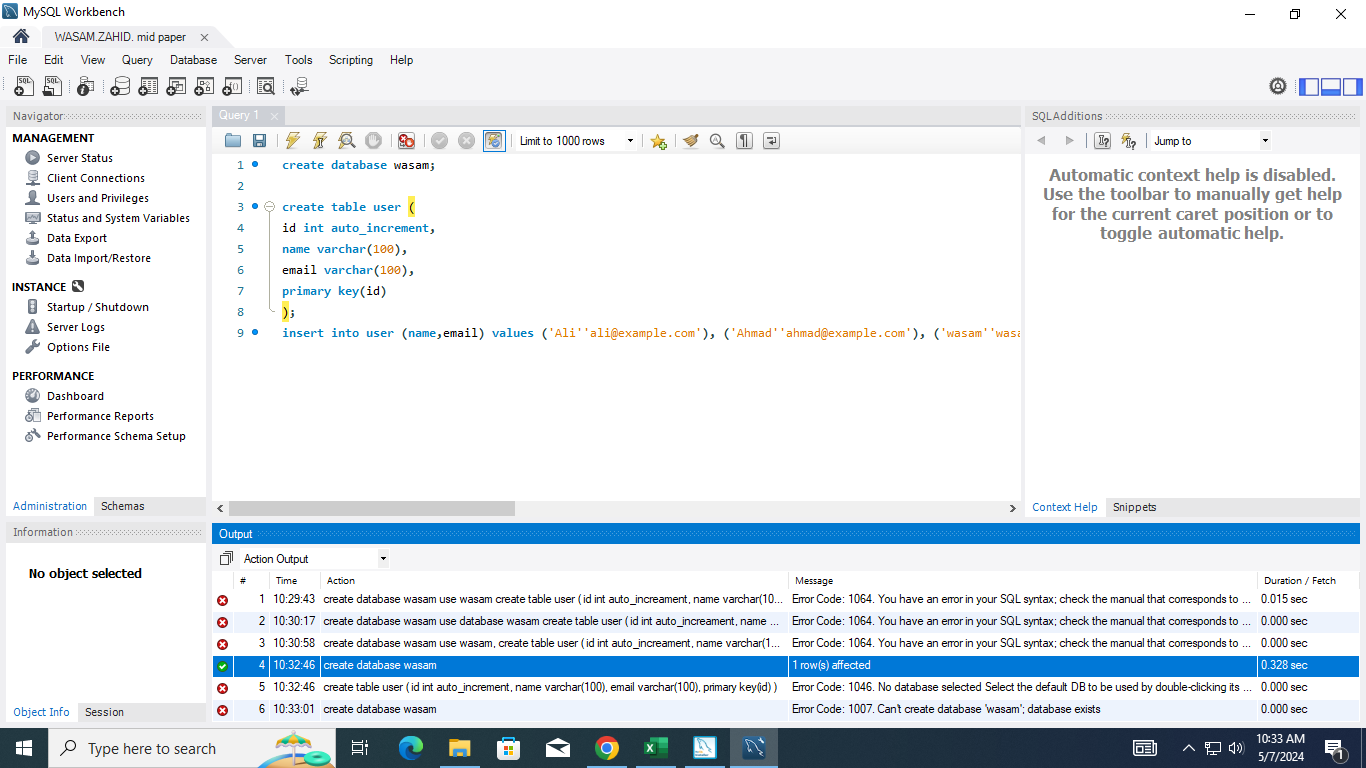 MySQL Workbench
WASAM.ZAHID. mid paper
File Edit View Query Database Server Tools Scripting Help
Navigator
MANAGEMENT
Server Status
Client Connections
Users and Privileges
Status and System Variables
Data Export
Data Import/Restore
INSTANCE
Startup / Shutdown
Server Logs
Options File
PERFORMANCE
Dashboard
Performance Reports
Performance Schema Setup
Administration Schemas
Information
No object selected
Object Info Session
Query 1
Limit to 1000 rows
1 create database wasam;
2
3 create table user (
4 id int auto_increment,
5 name varchar(100),
6 email varchar(100),
7 primary key(id)
8 );
9 insert into user (name,email) values ('Ali''ali@example.com'), ('Ahmad''ahmad@example.com'), ('wasam''wasa
SQLAdditions
Jump to
Automatic context help is disabled.
Use the toolbar to manually get help
for the current caret position or to
toggle automatic help.
Context Help Snippets
Output
Action Output
# Time Action Message Duration / Fetch
1 10:29:43 create database wasam use wasam create table user ( id int auto_increament, name varchar(10... Error Code: 1064. You have an error in your SQL syntax; check the manual that corresponds to ... 0.015 sec
2 10:30:17 create database wasam use database wasam create table user ( id int auto_increament, name ... Error Code: 1064. You have an error in your SQL syntax; check the manual that corresponds to ... 0.000 sec
3 10:30:58 create database wasam use wasam, create table user ( id int auto_increament, name varchar(1... Error Code: 1064. You have an error in your SQL syntax; check the manual that corresponds to ... 0.000 sec
4 10:32:46 create database wasam 1 row(s) affected 0.328 sec
5 10:32:46 create table user ( id int auto_increment, name varchar(100), email varchar(100), primary key(id) ) Error Code: 1046. No database selected Select the default DB to be used by double-clicking its ... 0.000 sec
6 10:33:01 create database wasam Error Code: 1007. Can't create database 'wasam'; database exists 0.000 sec
Type here to search
10:33 AM
5/7/2024
1